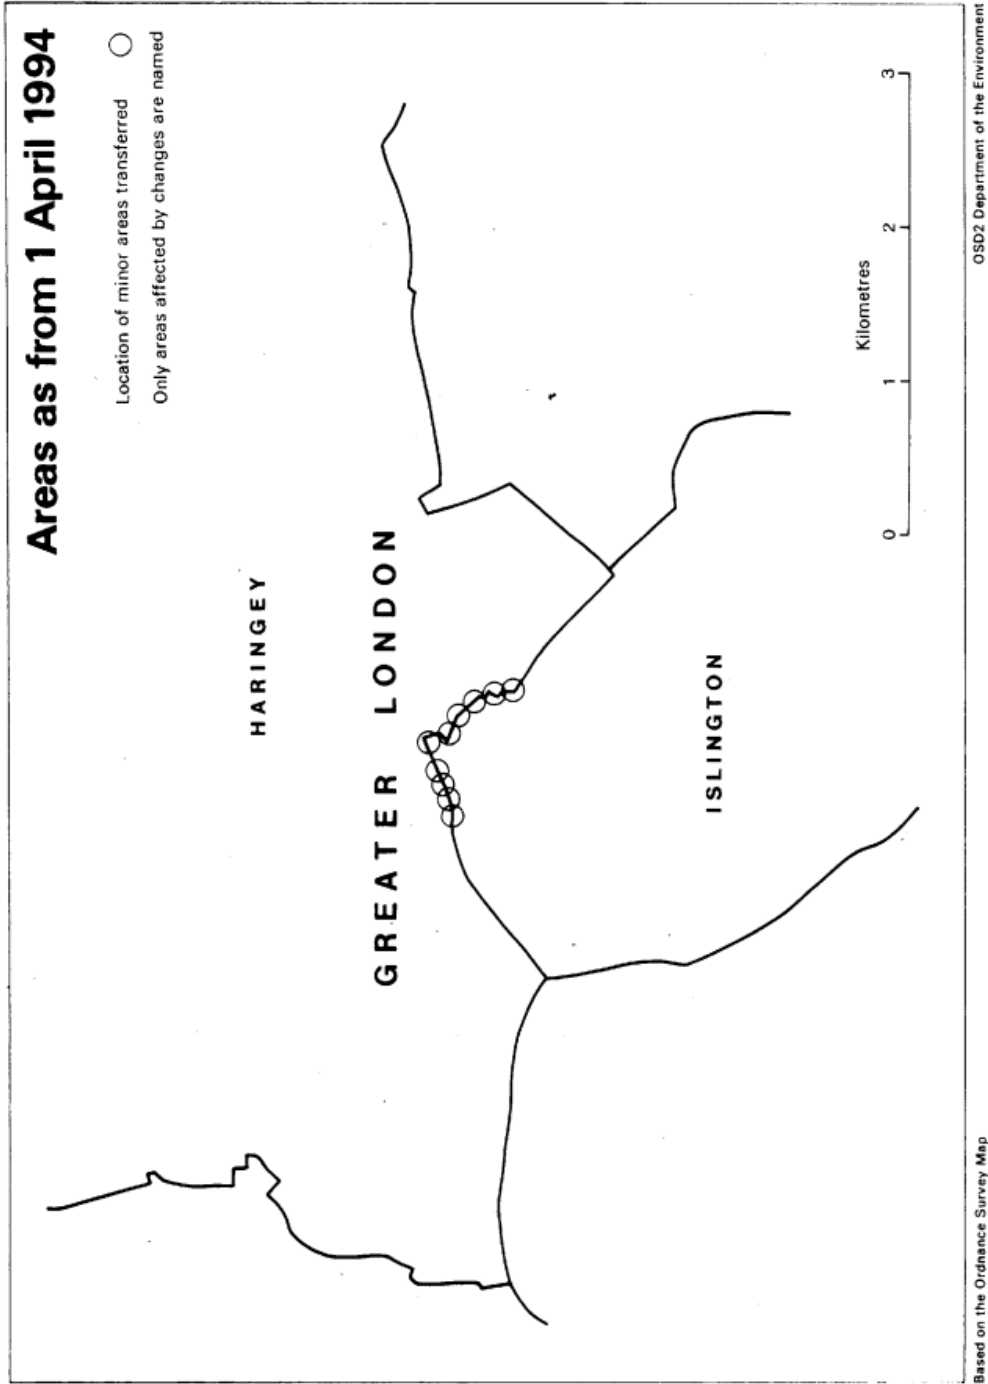 Areas as from 1 April 1994
Location of minor areas transferred
Only areas affected by changes are named
HARINGEY
GREATER LONDON
ISLINGTON
Kilometres
0 1 2 3
Based on the Ordnance Survey Map
OSD2 Department of the Environment